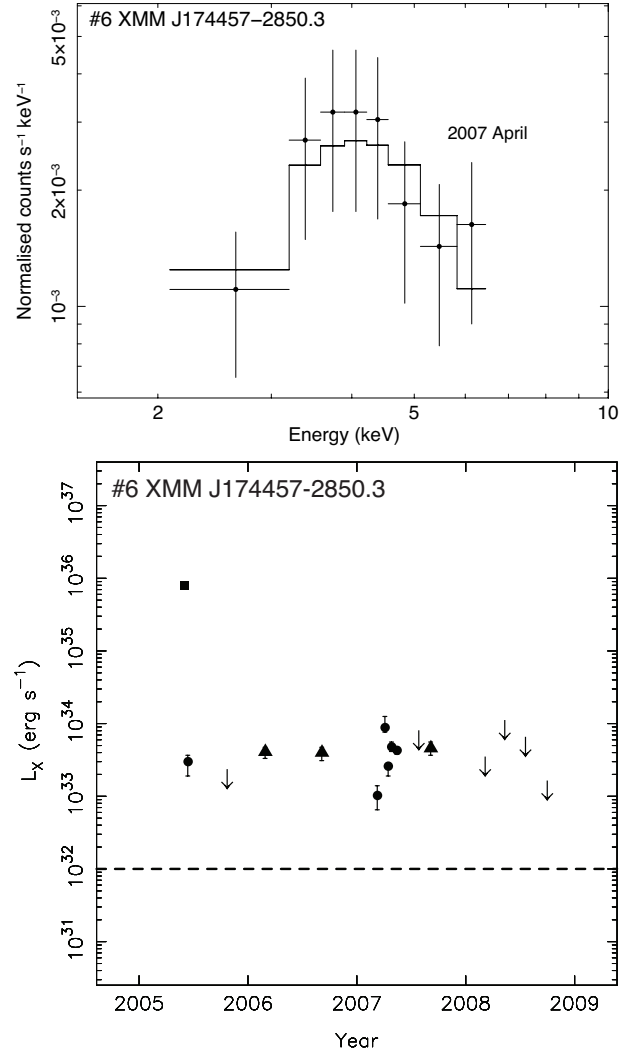 #6 XMM J174457−2850.3
2007 April
Normalised counts s⁻¹ keV⁻¹
5×10⁻³
2×10⁻³
10⁻³
2 5 10
Energy (keV)
#6 XMM J174457-2850.3
L_X (erg s⁻¹)
10³⁷
10³⁶
10³⁵
10³⁴
10³³
10³²
10³¹
2005 2006 2007 2008 2009
Year